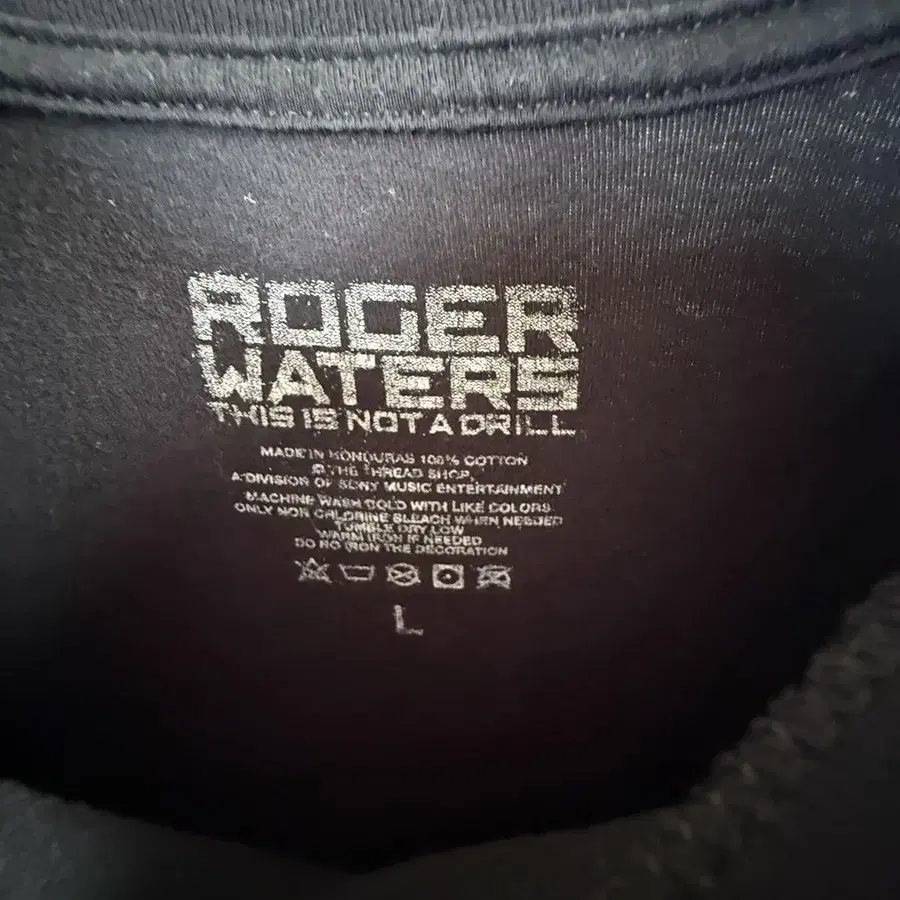 ROGER
WATERS
THIS IS NOT A DRILL
MADE IN HONDURAS 100% COTTON
© THE THREAD SHOP,
A DIVISION OF SONY MUSIC ENTERTAINMENT
MACHINE WASH COLD WITH LIKE COLORS
ONLY NON CHLORINE BLEACH WHEN NEEDED
TUMBLE DRY LOW
WARM IRON IF NEEDED
DO NO IRON THE DECORATION
L